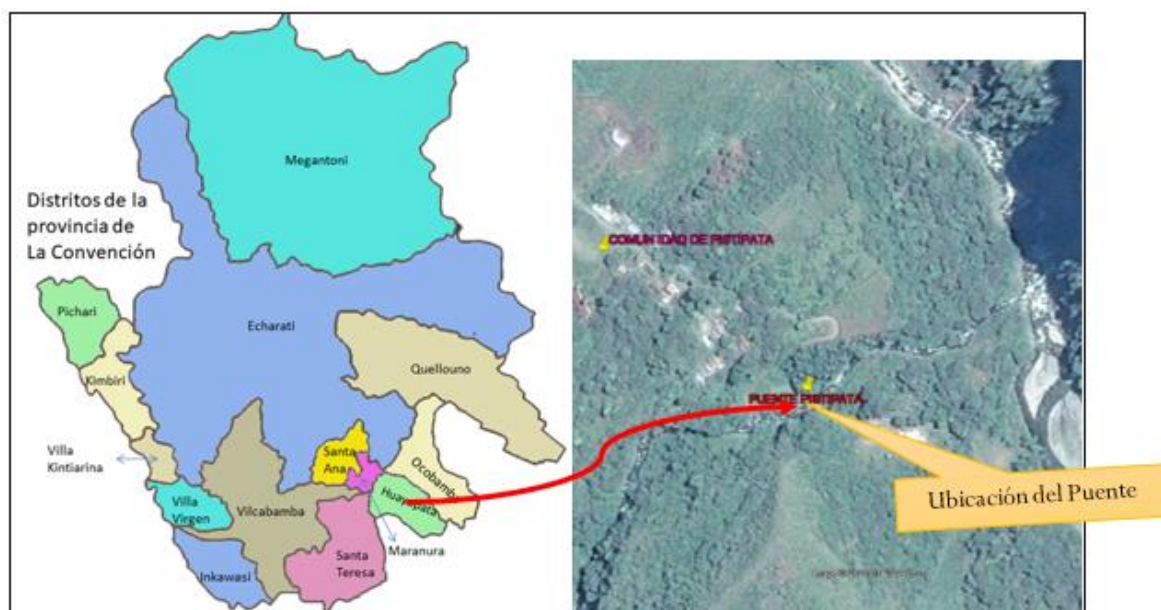 Distritos de la
provincia de
La Convención
Megantoni
Pichari
Echarati
Kimbiri
Quellouno
Villa
Kintiarina
Santa
Ana
Ocobamba
Villa
Virgen
Vilcabamba
Huayopata
Maranura
Santa
Teresa
Inkawasi
COMUNIDAD DE PISTIPATA
PUENTE PISTIPATA
Ubicación del Puente